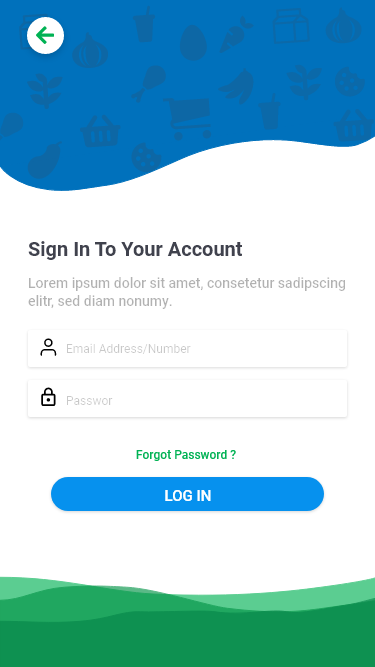 Sign In To Your Account
Lorem ipsum dolor sit amet, consetetur sadipscing
elitr, sed diam nonumy.
Email Address/Number
Passwor
Forgot Password ?
LOG IN